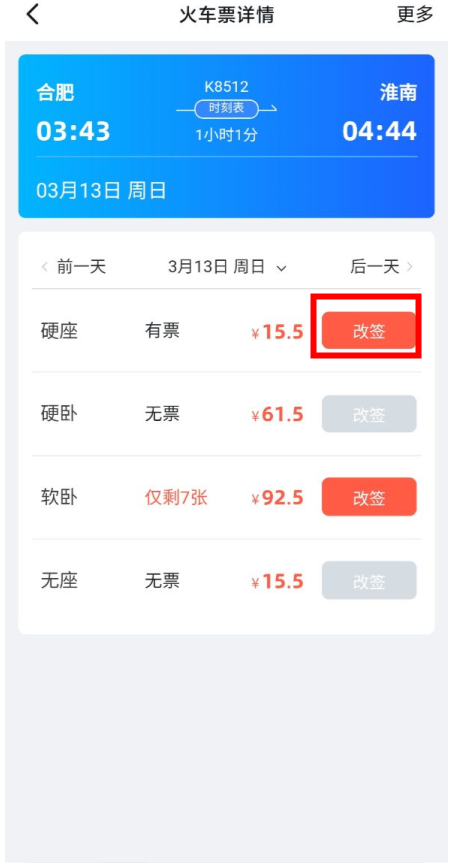 火车票详情 更多
合肥 K8512 淮南
时刻表
03:43 1小时1分 04:44
03月13日 周日
前一天 3月13日 周日 后一天
硬座 有票 ¥15.5 改签
硬卧 无票 ¥61.5 改签
软卧 仅剩7张 ¥92.5 改签
无座 无票 ¥15.5 改签